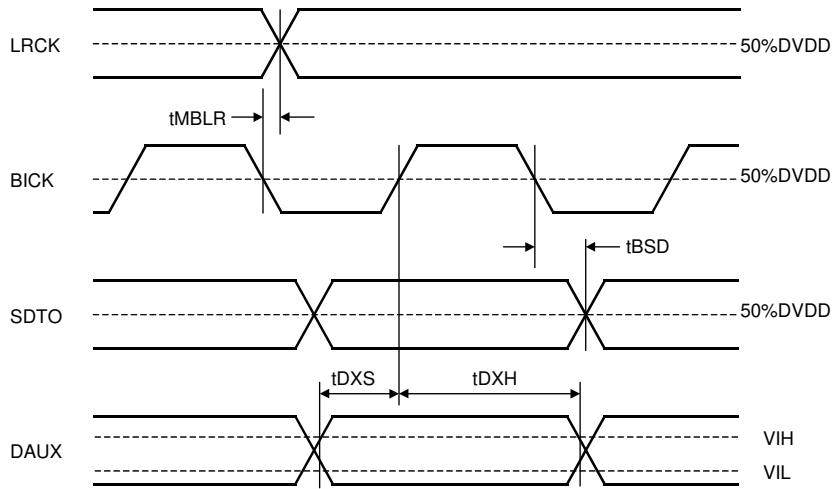 LRCK
50%DVDD
tMBLR
BICK
50%DVDD
tBSD
SDTO
50%DVDD
tDXS
tDXH
DAUX
VIH
VIL